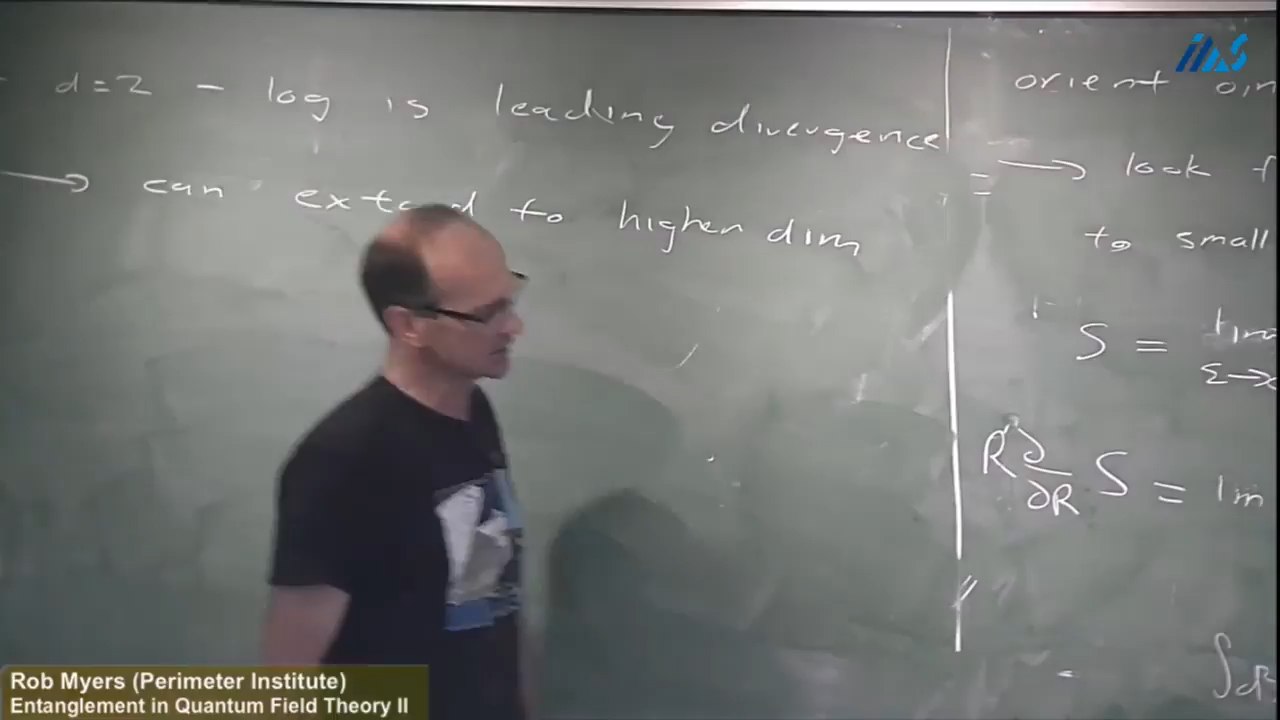 d=2 - log is leading divergence
→ can extend to higher dim
IIAS
orient
→ look f
to small
S =
ε→
R ∂/∂R S =
Rob Myers (Perimeter Institute)
Entanglement in Quantum Field Theory II